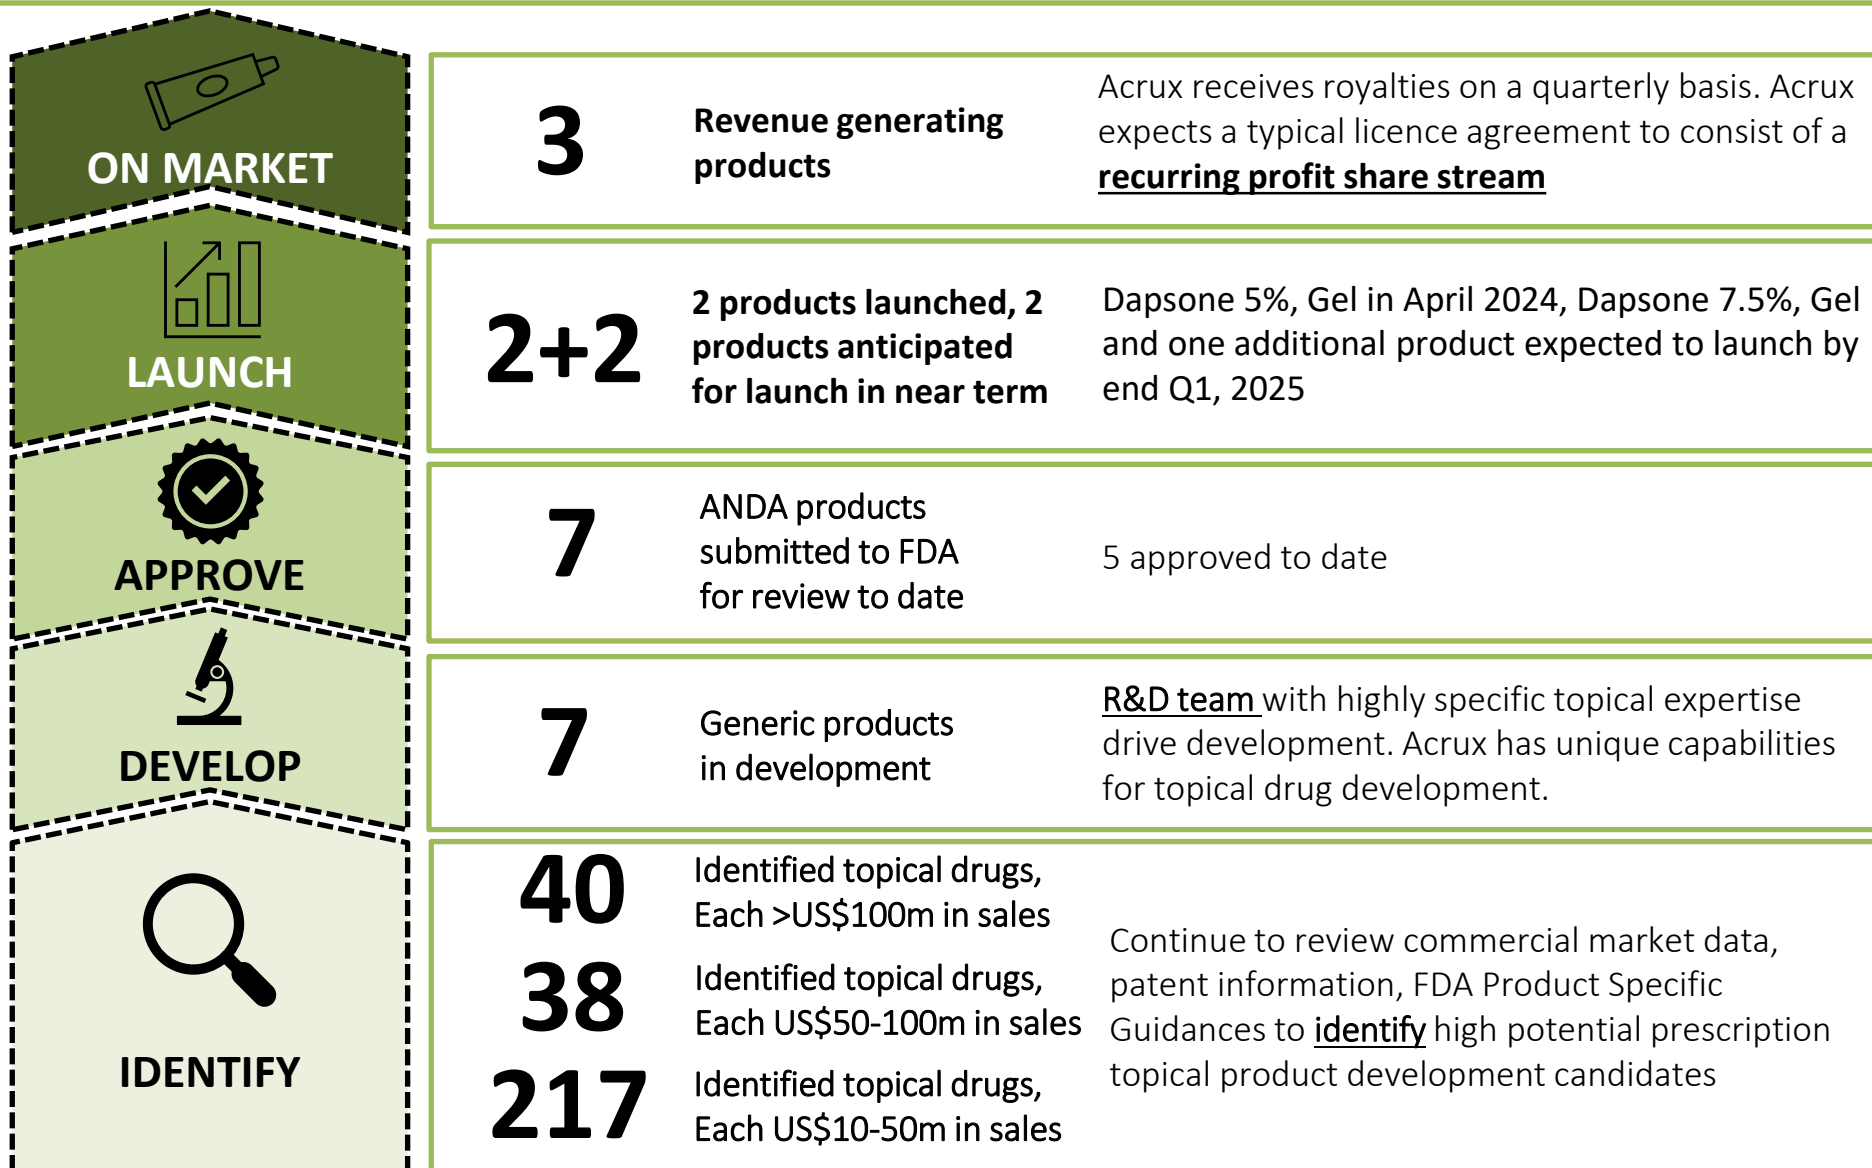 ON MARKET
3
Revenue generating
products
Acrux receives royalties on a quarterly basis. Acrux
expects a typical licence agreement to consist of a
recurring profit share stream
LAUNCH
2+2
2 products launched, 2
products anticipated
for launch in near term
Dapsone 5%, Gel in April 2024, Dapsone 7.5%, Gel
and one additional product expected to launch by
end Q1, 2025
APPROVE
7
ANDA products
submitted to FDA
for review to date
5 approved to date
DEVELOP
7
Generic products
in development
R&D team with highly specific topical expertise
drive development. Acrux has unique capabilities
for topical drug development.
IDENTIFY
40
Identified topical drugs,
Each >US$100m in sales
38
Identified topical drugs,
Each US$50-100m in sales
217
Identified topical drugs,
Each US$10-50m in sales
Continue to review commercial market data,
patent information, FDA Product Specific
Guidances to identify high potential prescription
topical product development candidates